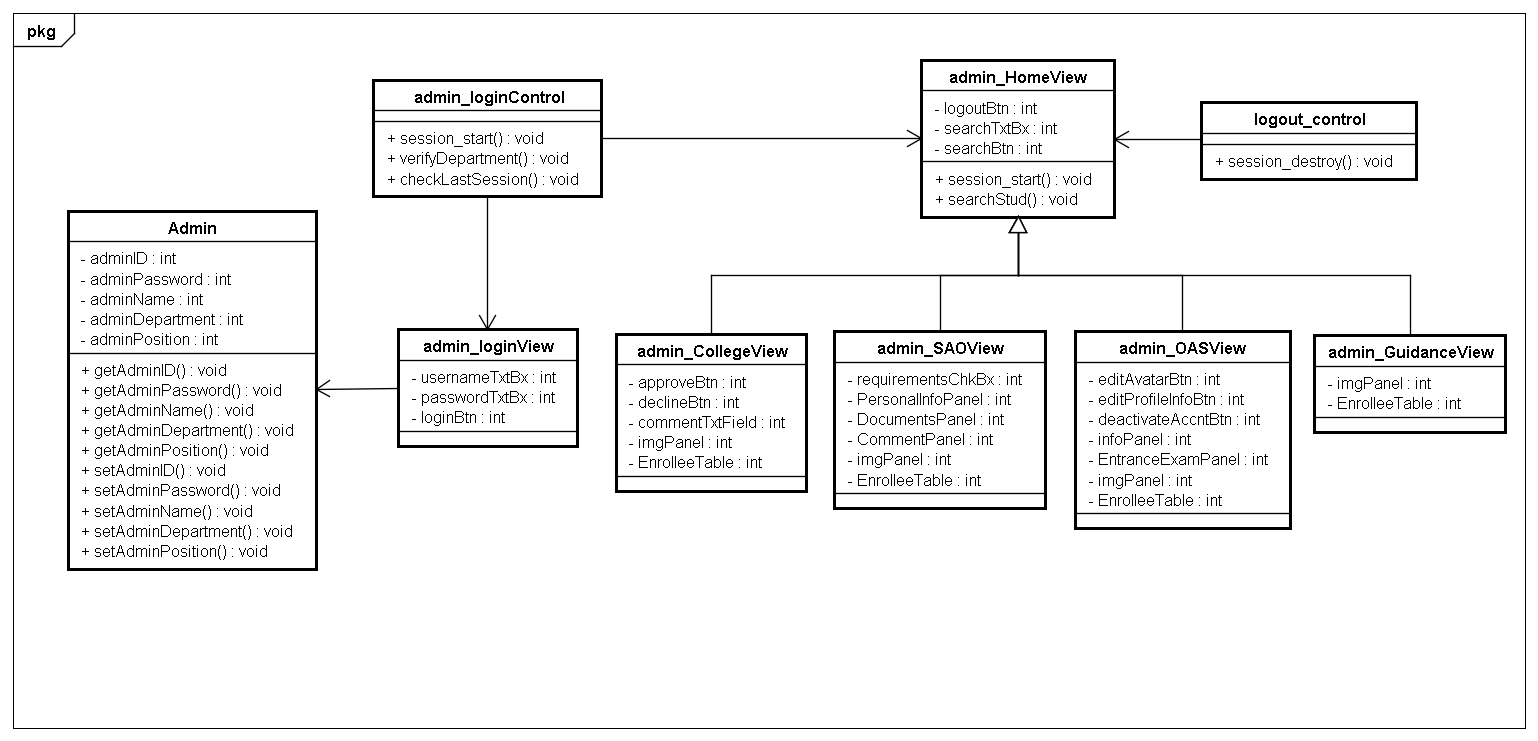 pkg
admin_loginControl
+ session_start() : void
+ verifyDepartment() : void
+ checkLastSession() : void
admin_HomeView
- logoutBtn : int
- searchTxtBx : int
- searchBtn : int
+ session_start() : void
+ searchStud() : void
logout_control
+ session_destroy() : void
Admin
- adminID : int
- adminPassword : int
- adminName : int
- adminDepartment : int
- adminPosition : int
+ getAdminID() : void
+ getAdminPassword() : void
+ getAdminName() : void
+ getAdminDepartment() : void
+ getAdminPosition() : void
+ setAdminID() : void
+ setAdminPassword() : void
+ setAdminName() : void
+ setAdminDepartment() : void
+ setAdminPosition() : void
admin_loginView
- usernameTxtBx : int
- passwordTxtBx : int
- loginBtn : int
admin_CollegeView
- approveBtn : int
- declineBtn : int
- commentTxtField : int
- imgPanel : int
- EnrolleeTable : int
admin_SAOView
- requirementsChkBx : int
- PersonalInfoPanel : int
- DocumentsPanel : int
- CommentPanel : int
- imgPanel : int
- EnrolleeTable : int
admin_OASView
- editAvatarBtn : int
- editProfileInfoBtn : int
- deactivateAccntBtn : int
- infoPanel : int
- EntranceExamPanel : int
- imgPanel : int
- EnrolleeTable : int
admin_GuidanceView
- imgPanel : int
- EnrolleeTable : int